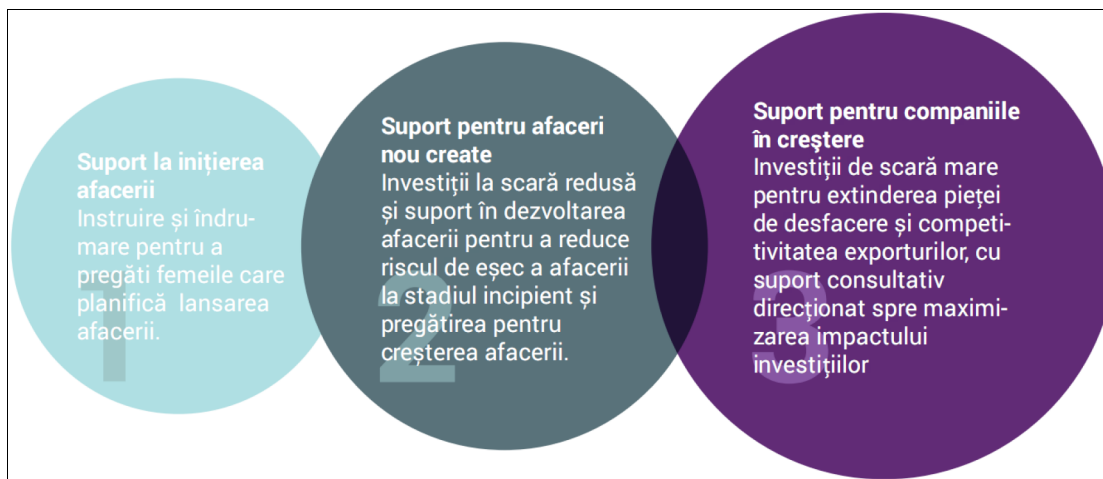 Suport la inițierea
afacerii
Instruire și îndru-
mare pentru a
pregăti femeile care
planifică  lansarea
afacerii.
1
Suport pentru afaceri
nou create
Investiții la scară redusă
și suport în dezvoltarea
afacerii pentru a reduce
riscul de eșec a afacerii
la stadiul incipient și
pregătirea pentru
creșterea afacerii.
2
Suport pentru companiile
în creştere
Investiții de scară mare
pentru extinderea pieței
de desfacere și competi-
tivitatea exporturilor, cu
suport consultativ
direcționat spre maximi-
zarea impactului
investițiilor
3